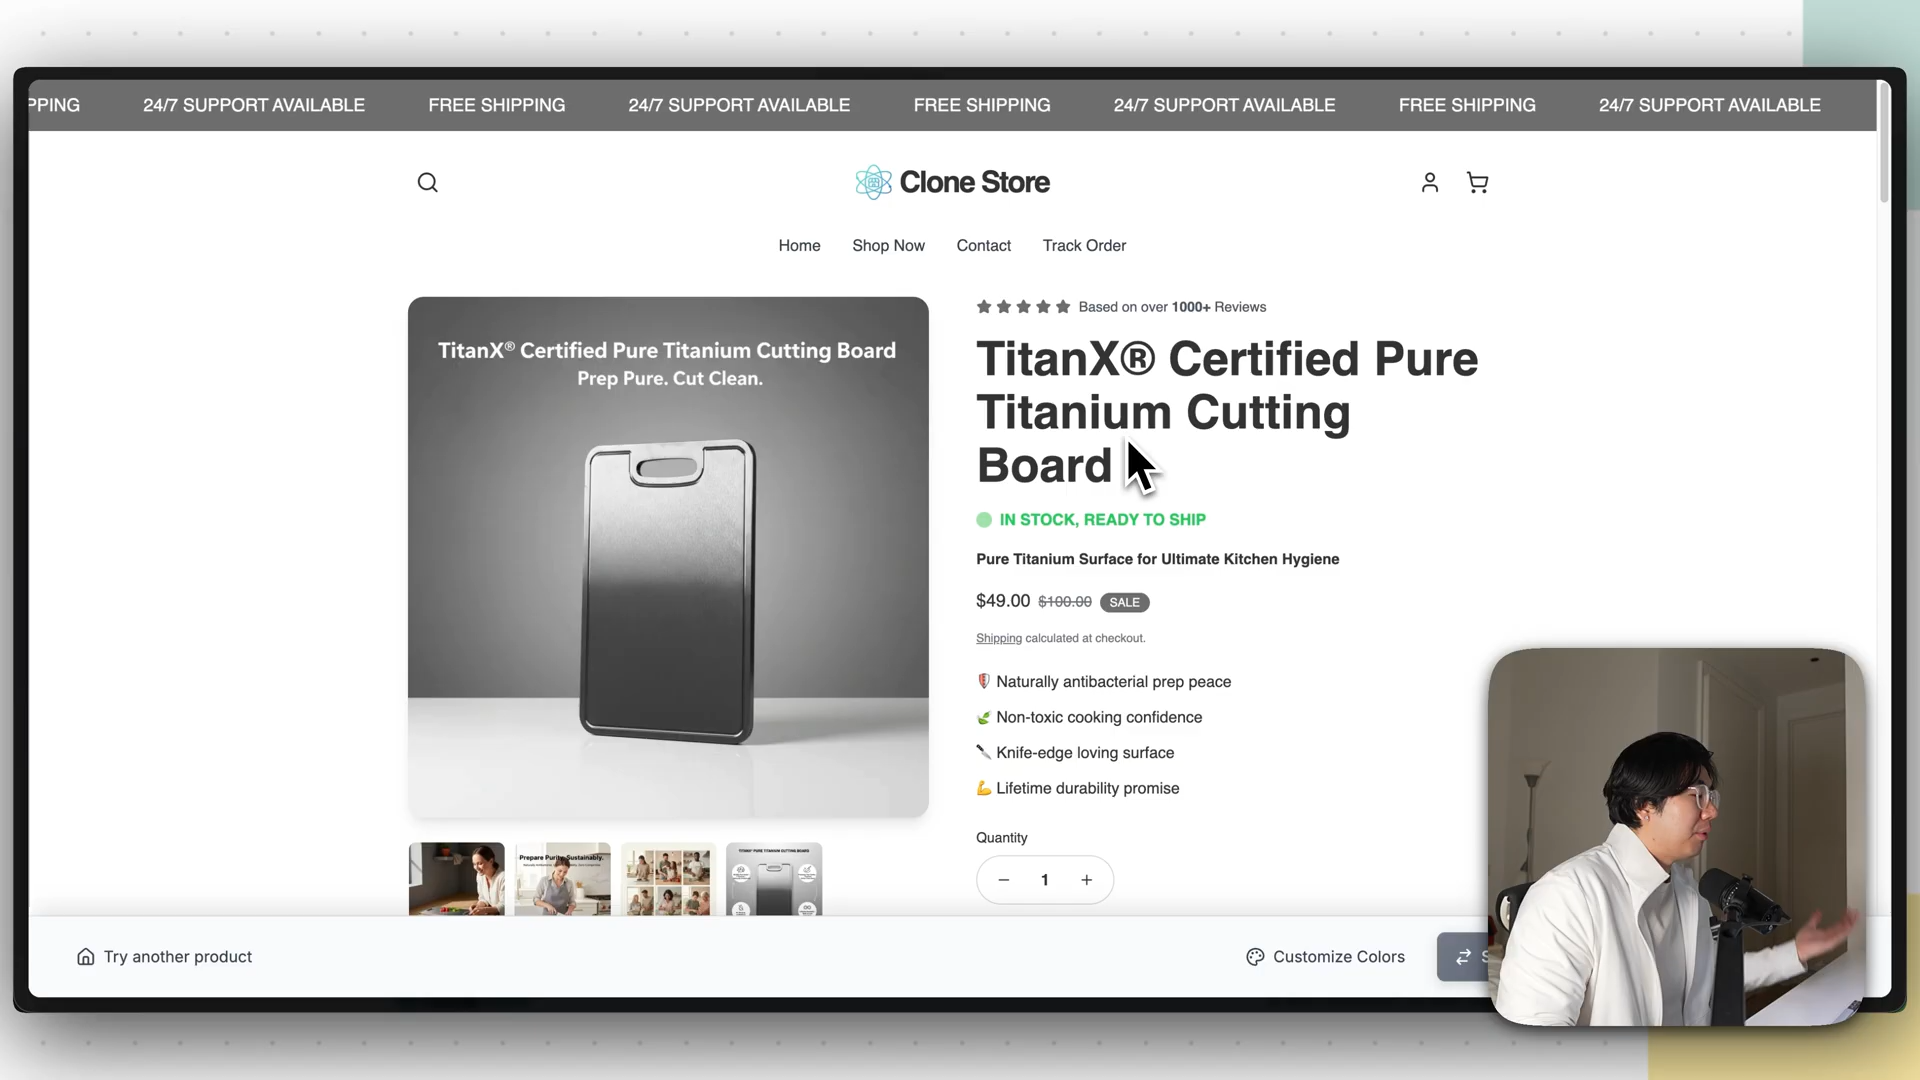 PPING 24/7 SUPPORT AVAILABLE FREE SHIPPING 24/7 SUPPORT AVAILABLE FREE SHIPPING 24/7 SUPPORT AVAILABLE FREE SHIPPING 24/7 SUPPORT AVAILABLE
Clone Store
Home Shop Now Contact Track Order
TitanX® Certified Pure Titanium Cutting Board
Prep Pure. Cut Clean.
Based on over 1000+ Reviews
TitanX® Certified Pure
Titanium Cutting
Board
IN STOCK, READY TO SHIP
Pure Titanium Surface for Ultimate Kitchen Hygiene
$49.00 $100.00 SALE
Shipping calculated at checkout.
Naturally antibacterial prep peace
Non-toxic cooking confidence
Knife-edge loving surface
Lifetime durability promise
Quantity
− 1 +
Prepare Purity. Sustainably.
Try another product
Customize Colors